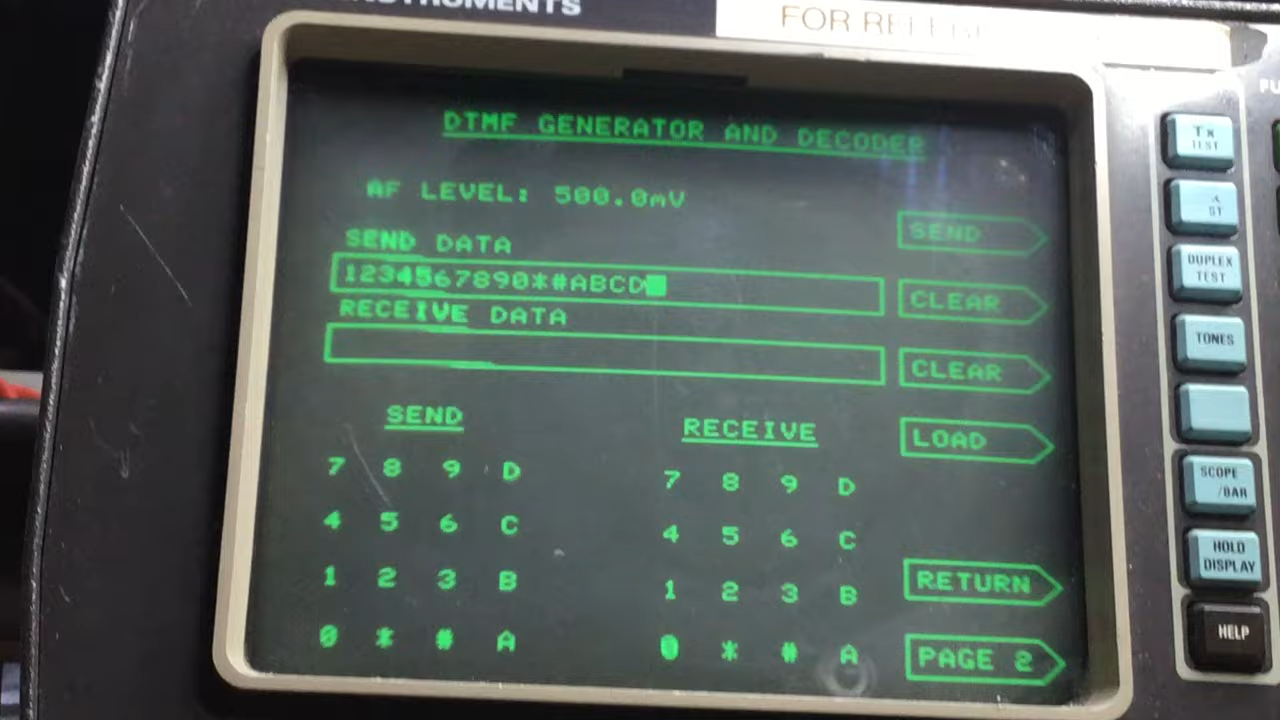 INSTRUMENTS
FOR
DTMF GENERATOR AND DECODER
AF LEVEL: 500.0mV
SEND DATA
1234567890*#ABCD
RECEIVE DATA
SEND
CLEAR
CLEAR
LOAD
RETURN
PAGE 2
SEND
7 8 9 D
4 5 6 C
1 2 3 B
0 * # A
RECEIVE
7 8 9 D
4 5 6 C
1 2 3 B
0 * # A
Tx
TEST
DUPLEX
TEST
TONES
SCOPE
/BAR
HOLD
DISPLAY
HELP